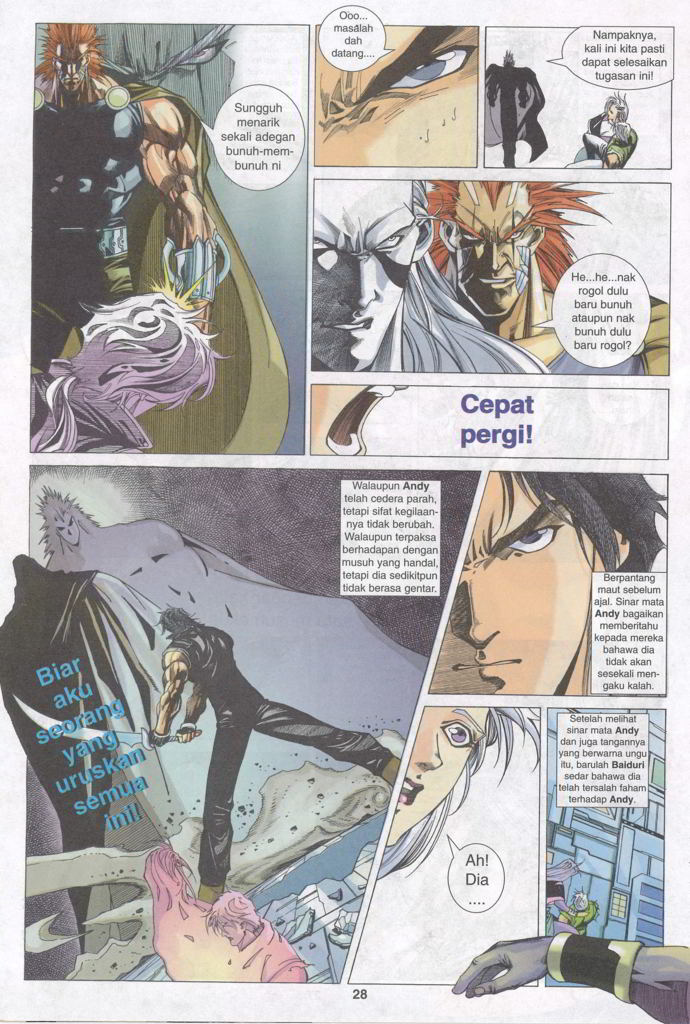 Sungguh
menarik
sekali adegan
bunuh-mem-
bunuh ni
Ooo...
masalah
dah
datang....
Nampaknya,
kali ini kita pasti
dapat selesaikan
tugasan ini!
He...he...nak
rogol dulu
baru bunuh
ataupun nak
bunuh dulu
baru rogol?
Cepat
pergi!
Walaupun Andy
telah cedera parah,
tetapi sifat kegilaan-
nya tidak berubah.
Walaupun terpaksa
berhadapan dengan
musuh yang handal,
tetapi dia sedikitpun
tidak berasa gentar.
Biar
aku
seorang
yang
uruskan
semua
ini!
Berpantang
maut sebelum
ajal. Sinar mata
Andy bagaikan
memberitahu
kepada mereka
bahawa dia
tidak akan
sesekali men-
gaku kalah.
Ah!
Dia
....
Setelah melihat
sinar mata Andy
dan juga tangannya
yang berwarna ungu
itu, barulah Baiduri
sedar bahawa dia
telah tersalah faham
terhadap Andy.
28